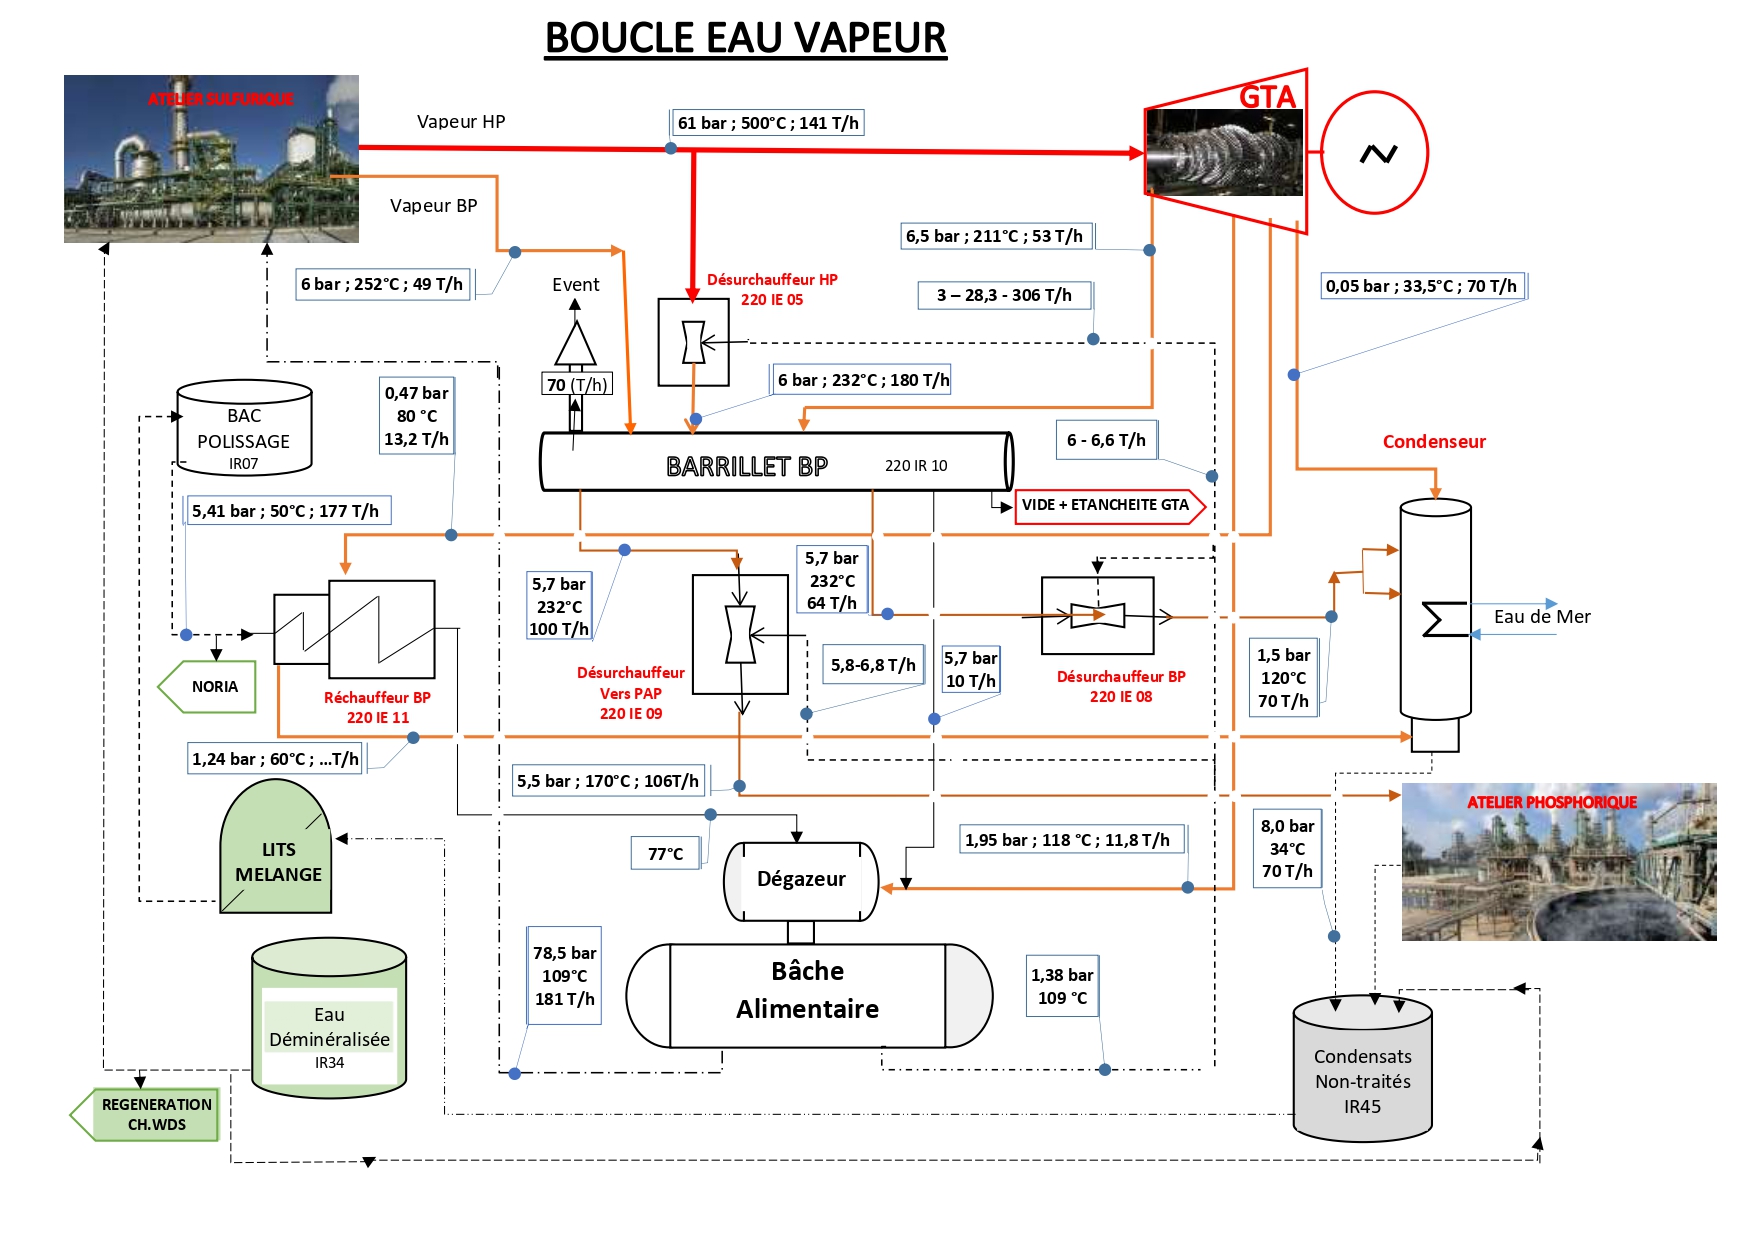 BOUCLE EAU VAPEUR
ATELIER SULFURIQUE
Vapeur HP
61 bar ; 500°C ; 141 T/h
GTA
Vapeur BP
6,5 bar ; 211°C ; 53 T/h
6 bar ; 252°C ; 49 T/h
Event
Désurchauffeur HP
220 IE 05
3 – 28,3 - 306 T/h
0,05 bar ; 33,5°C ; 70 T/h
70 (T/h)
6 bar ; 232°C ; 180 T/h
0,47 bar
80 °C
13,2 T/h
BAC
POLISSAGE
IR07
6 - 6,6 T/h
Condenseur
BARRILLET BP
220 IR 10
VIDE + ETANCHEITE GTA
5,41 bar ; 50°C ; 177 T/h
5,7 bar
232°C
100 T/h
5,7 bar
232°C
64 T/h
Eau de Mer
5,8-6,8 T/h
5,7 bar
10 T/h
1,5 bar
120°C
70 T/h
NORIA
Réchauffeur BP
220 IE 11
Désurchauffeur
Vers PAP
220 IE 09
Désurchauffeur BP
220 IE 08
1,24 bar ; 60°C ; ...T/h
5,5 bar ; 170°C ; 106T/h
ATELIER PHOSPHORIQUE
LITS
MELANGE
77°C
1,95 bar ; 118 °C ; 11,8 T/h
8,0 bar
34°C
70 T/h
Dégazeur
78,5 bar
109°C
181 T/h
Bâche
Alimentaire
1,38 bar
109 °C
Eau
Déminéralisée
IR34
Condensats
Non-traités
IR45
REGENERATION
CH.WDS